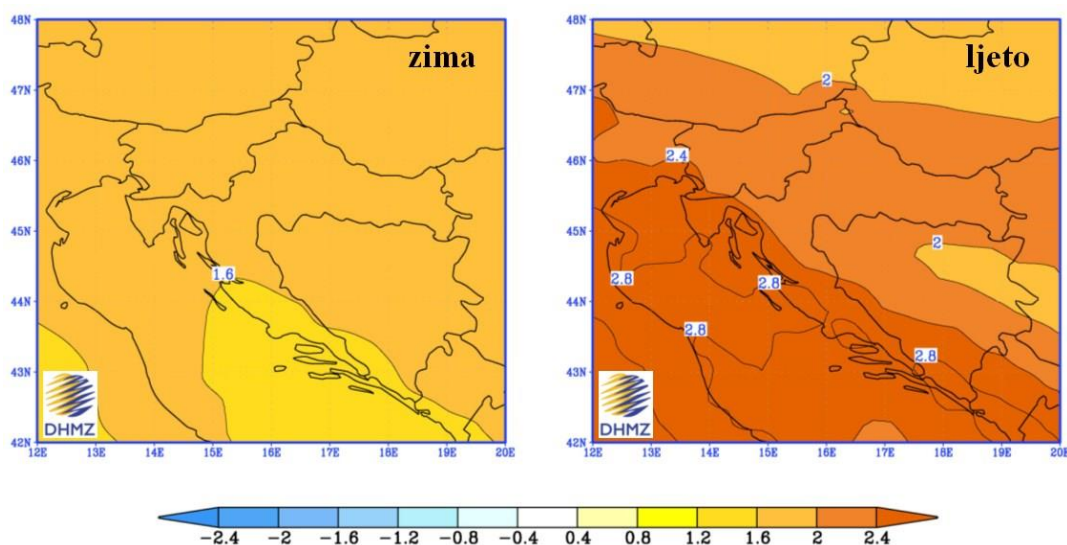 zima
48N
47N
46N
45N
44N
43N
42N
1.6
DHMZ
12E 13E 14E 15E 16E 17E 18E 19E 20E
ljeto
48N
47N
46N
45N
44N
43N
42N
2
2.4
2
2.8
2.8
2.8
2.8
DHMZ
12E 13E 14E 15E 16E 17E 18E 19E 20E
−2.4 −2 −1.6 −1.2 −0.8 −0.4 0.4 0.8 1.2 1.6 2 2.4